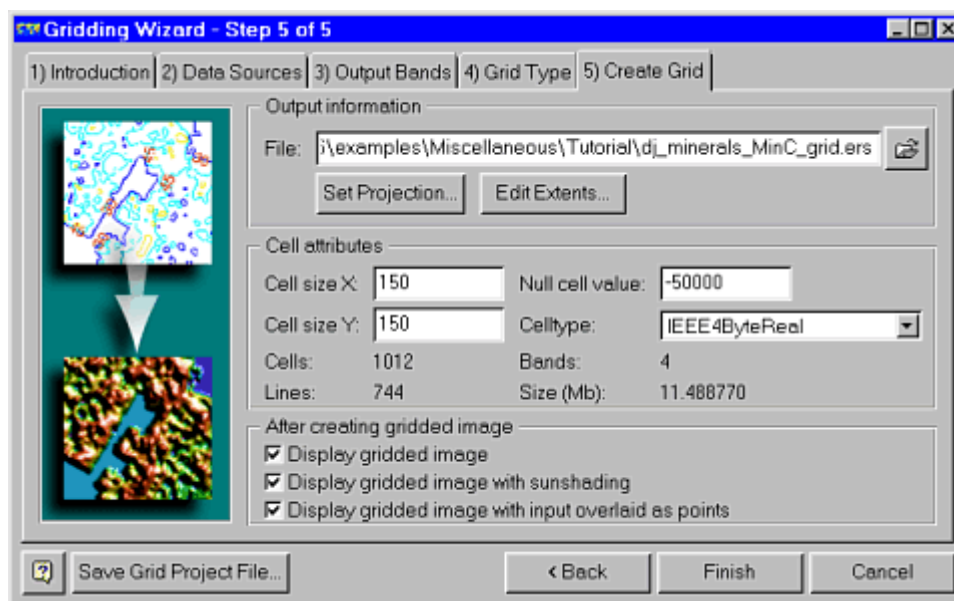 Gridding Wizard - Step 5 of 5
1) Introduction 2) Data Sources 3) Output Bands 4) Grid Type 5) Create Grid
Output information
File: \examples\Miscellaneous\Tutorial\dj_minerals_MinC_grid.ers
Set Projection... Edit Extents...
Cell attributes
Cell size X: 150 Null cell value: -50000
Cell size Y: 150 Celltype: IEEE4ByteReal
Cells: 1012 Bands: 4
Lines: 744 Size (Mb): 11.488770
After creating gridded image
Display gridded image
Display gridded image with sunshading
Display gridded image with input overlaid as points
? Save Grid Project File... < Back Finish Cancel